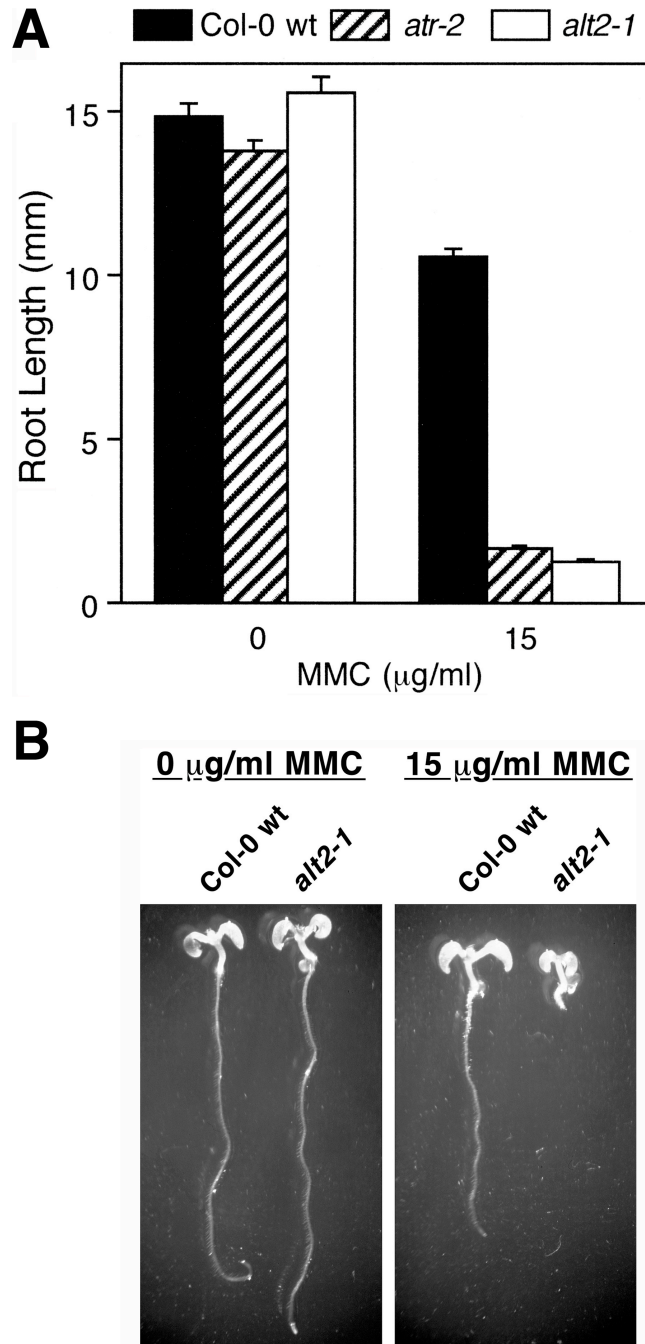 A
Col-0 wt atr-2 alt2-1
Root Length (mm)
15
10
5
0
0 15
MMC (μg/ml)
B
0 μg/ml MMC 15 μg/ml MMC
Col-0 wt alt2-1 Col-0 wt alt2-1